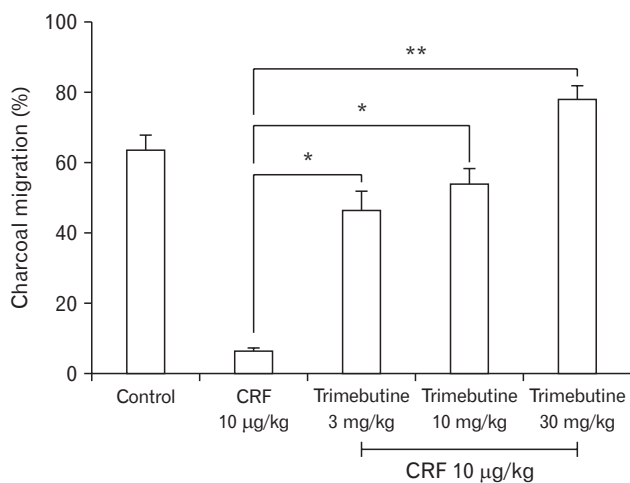 Charcoal migration (%)
100
80
60
40
20
0
**
*
*
Control
CRF
10 µg/kg
Trimebutine
3 mg/kg
Trimebutine
10 mg/kg
Trimebutine
30 mg/kg
CRF 10 µg/kg